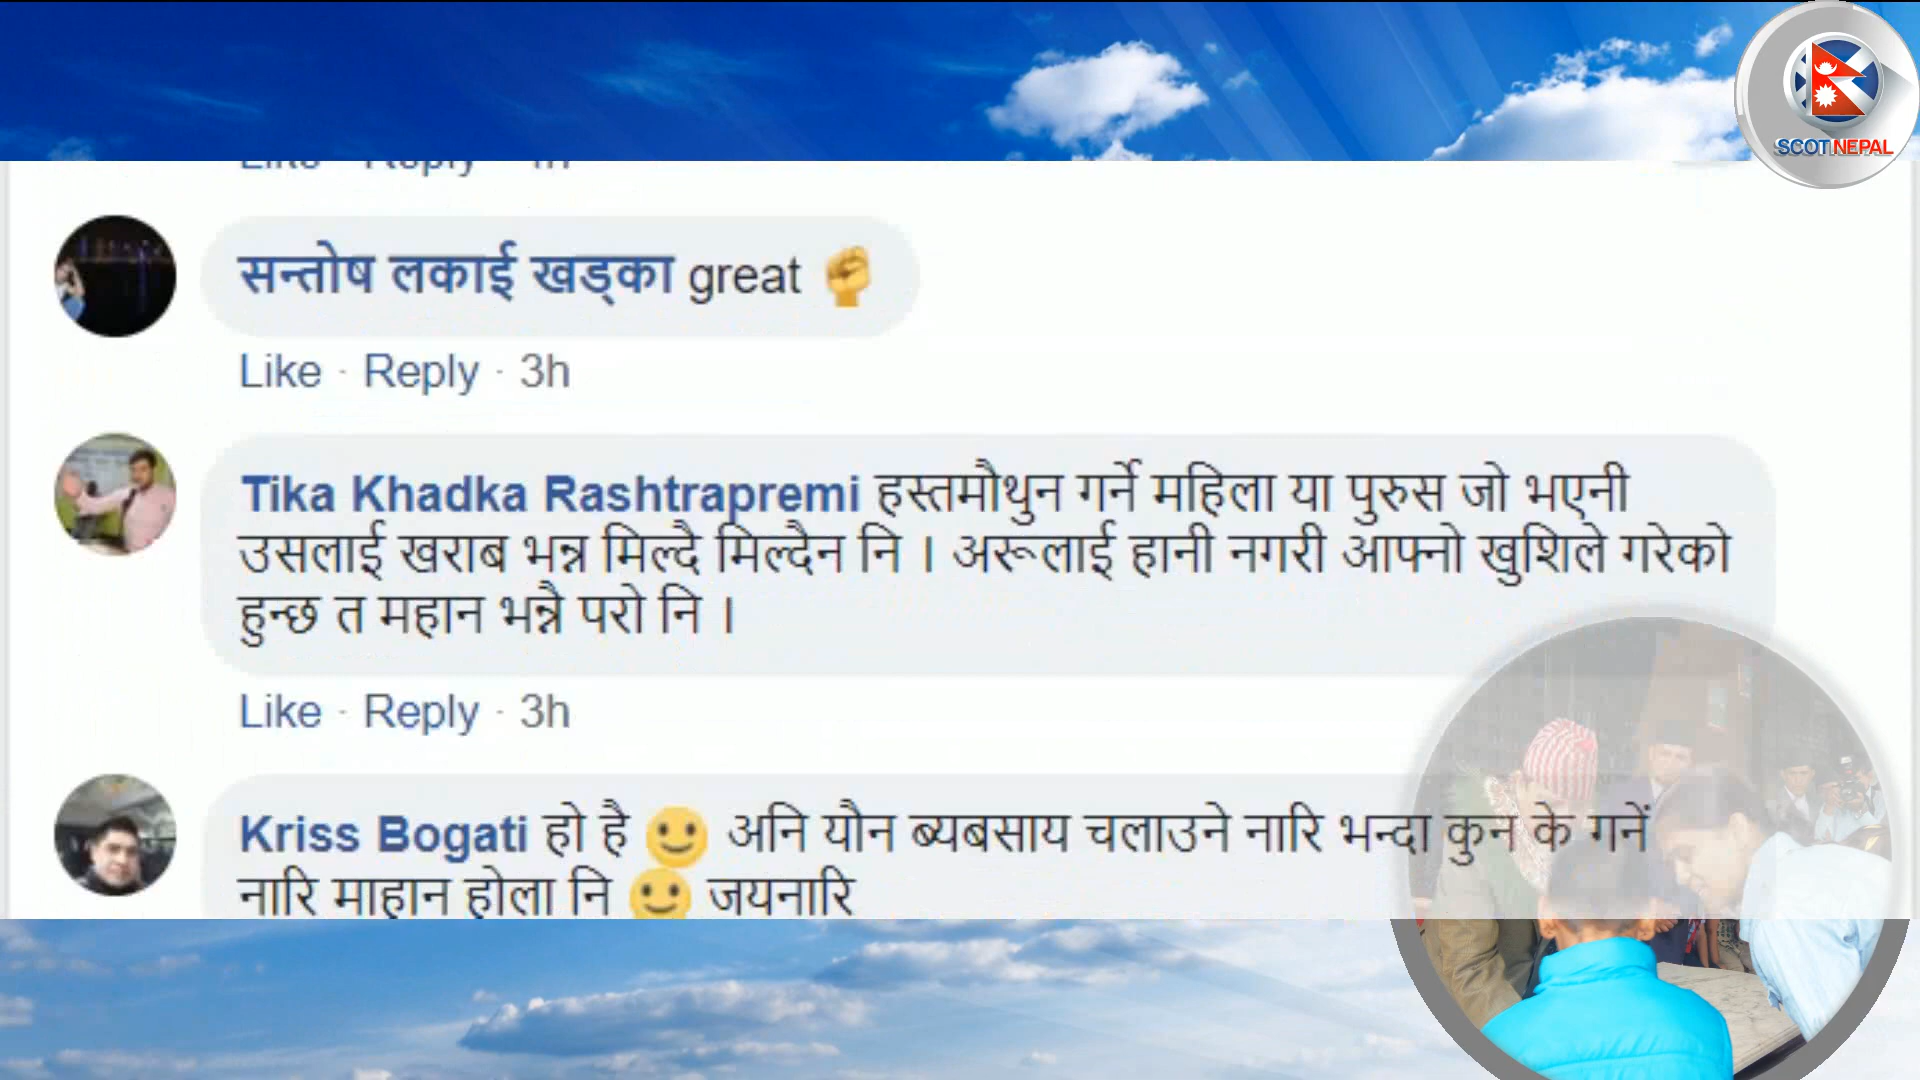 SCOTNEPAL
सन्तोष लकाई खड्का great ✊
Like · Reply · 3h
Tika Khadka Rashtrapremi हस्तमौथुन गर्ने महिला या पुरुस जो भएनी
उसलाई खराब भन्न मिल्दै मिल्दैन नि । अरूलाई हानी नगरी आफ्नो खुशिले गरेको
हुन्छ त महान भन्नै परो नि ।
Like · Reply · 3h
Kriss Bogati हो है 🙂 अनि यौन ब्यबसाय चलाउने नारि भन्दा कुन के गर्ने
नारि माहान होला नि 🙂 जयनारि